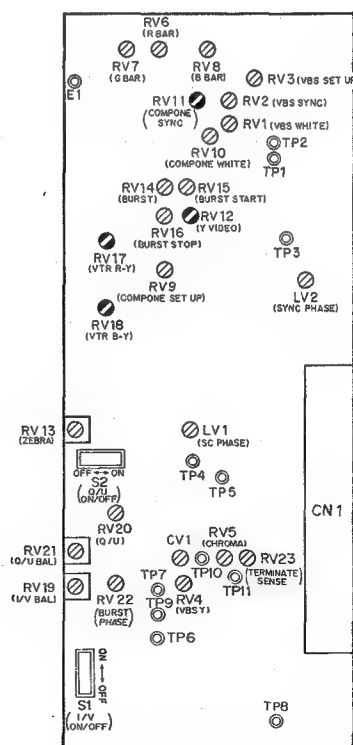 RV6
(R BAR)
RV7
(G BAR)
RV8
(B BAR)
E1
RV3 (VBS SET UP)
RV11
(COMPONE SYNC)
RV2 (VBS SYNC)
RV1 (VBS WHITE)
RV10
(COMPONE WHITE)
TP2
TP1
RV14
(BURST)
RV15
(BURST START)
RV16
(BURST STOP)
RV12
(Y VIDEO)
RV17
(VTR R-Y)
TP3
RV9
(COMPONE SET UP)
LV2
(SYNC PHASE)
RV18
(VTR B-Y)
RV13
(ZEBRA)
LV1
(SC PHASE)
OFF ↔ ON
S2
(Q/U ON/OFF)
TP4
TP5
CN1
RV20
(Q/U)
RV21
(Q/U BAL)
CV1
RV5
(CHROMA)
RV23
(TERMINATE SENSE)
TP10
TP11
RV19
(I/V BAL)
RV22
(BURST PHASE)
TP7
TP9
RV4
(VBS Y)
TP6
ON ↔ OFF
S1
(I/V ON/OFF)
TP8